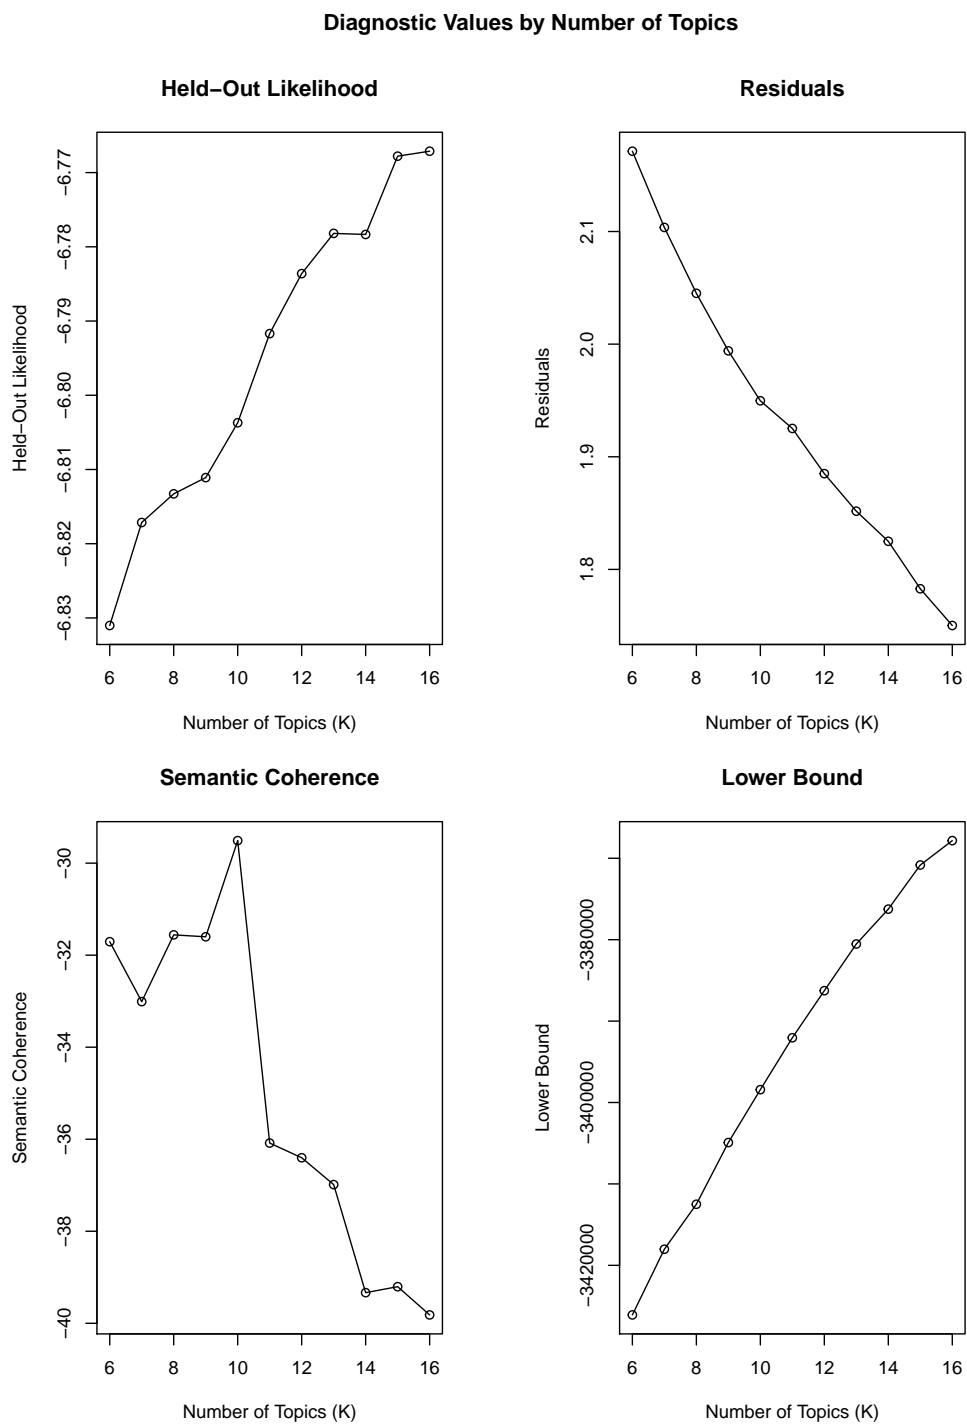 Diagnostic Values by Number of Topics
Held−Out Likelihood
Held−Out Likelihood
−6.77
−6.78
−6.79
−6.80
−6.81
−6.82
−6.83
6 8 10 12 14 16
Number of Topics (K)
Residuals
Residuals
2.1
2.0
1.9
1.8
6 8 10 12 14 16
Number of Topics (K)
Semantic Coherence
Semantic Coherence
−30
−32
−34
−36
−38
−40
6 8 10 12 14 16
Number of Topics (K)
Lower Bound
Lower Bound
−3380000
−3400000
−3420000
6 8 10 12 14 16
Number of Topics (K)